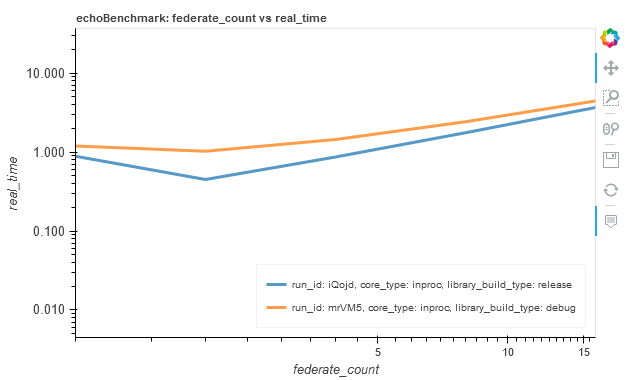 echoBenchmark: federate_count vs real_time
10.000
1.000
0.100
0.010
real_time
run_id: iQojd, core_type: inproc, library_build_type: release
run_id: mrVM5, core_type: inproc, library_build_type: debug
5
10
15
federate_count